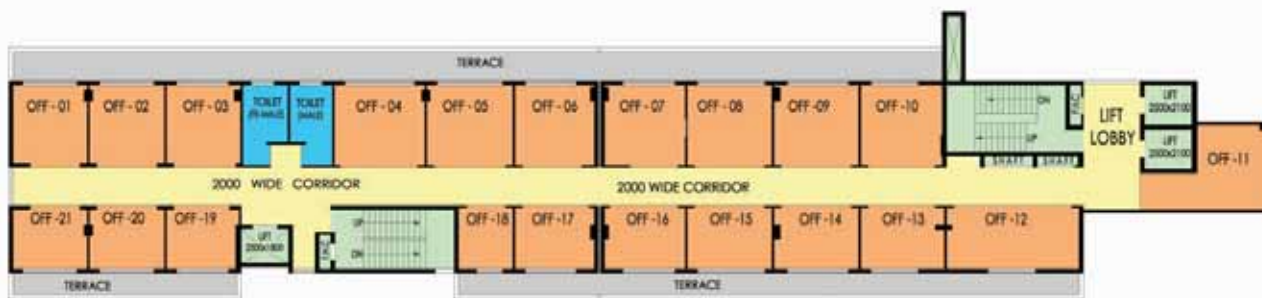 TERRACE
OFF - 01
OFF - 02
OFF - 03
TOILET
(FE-MALE)
TOILET
(MALE)
OFF - 04
OFF - 05
OFF - 06
OFF - 07
OFF - 08
OFF - 09
OFF - 10
DN
UP
F.A.C
LIFT
LOBBY
LIFT
2000x2100
LIFT
2000x2100
OFF - 11
SHAFT
SHAFT
2000 WIDE CORRIDOR
2000 WIDE CORRIDOR
OFF - 21
OFF - 20
OFF - 19
LIFT
UP
DN
F.A.C
OFF - 18
OFF - 17
OFF - 16
OFF - 15
OFF - 14
OFF - 13
OFF - 12
TERRACE
TERRACE